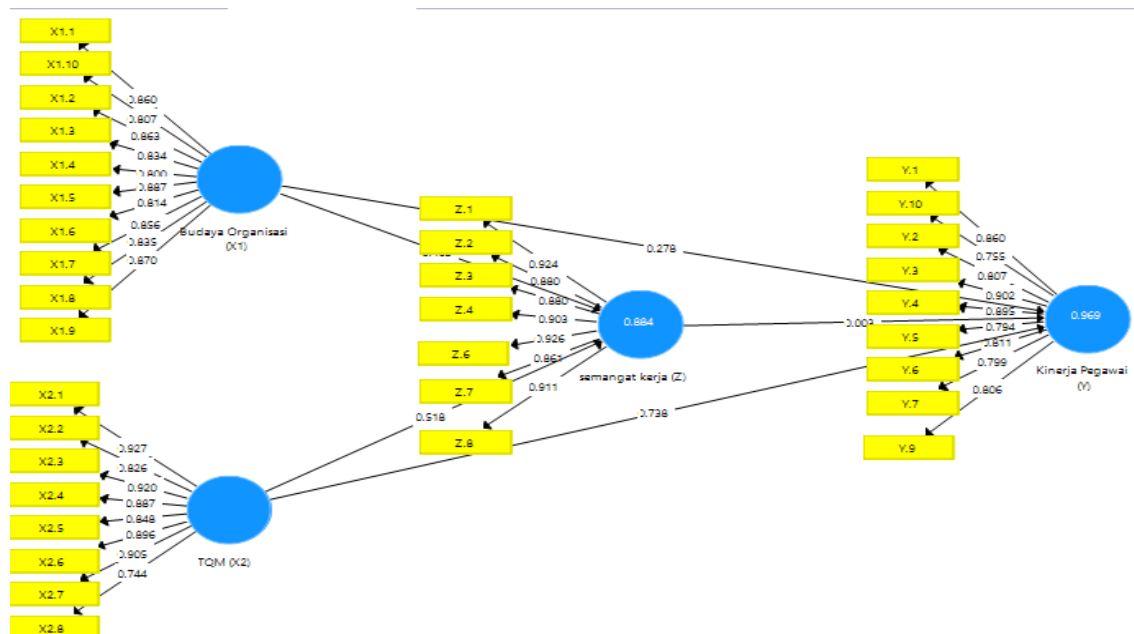 X1.1
X1.10
X1.2
X1.3
X1.4
X1.5
X1.6
X1.7
X1.8
X1.9
0.860
0.807
0.863
0.834
0.800
0.887
0.814
0.856
0.835
0.870
Budaya Organisasi
(X1)
X2.1
X2.2
X2.3
X2.4
X2.5
X2.6
X2.7
X2.8
0.927
0.826
0.920
0.887
0.848
0.896
0.905
0.744
TQM (X2)
Z.1
Z.2
Z.3
Z.4
Z.6
Z.7
Z.8
0.924
0.880
0.880
0.903
0.926
0.861
0.911
0.884
semangat kerja (Z)
0.278
0.003
0.518
0.738
Y.1
Y.10
Y.2
Y.3
Y.4
Y.5
Y.6
Y.7
Y.9
0.860
0.755
0.807
0.902
0.895
0.794
0.811
0.799
0.806
0.969
Kinerja Pegawai
(Y)